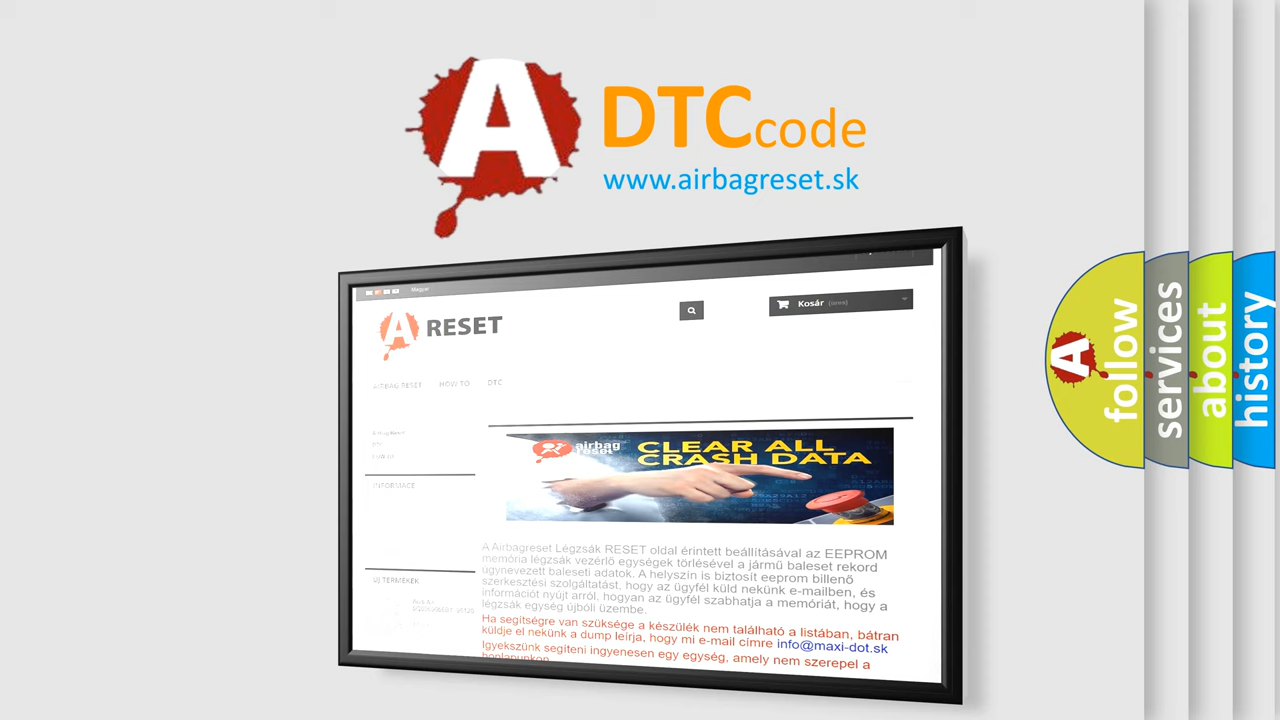 A
DTCcode
www.airbagreset.sk
Magyar
A RESET
Kosár (üres)
AIRBAG RESET HOW TO DTC
INFORMACE
airbag
reset
CLEAR ALL
CRASH DATA
A Airbagreset Légzsák RESET oldal érintett beállításával az EEPROM
memória légzsák vezérlő egységek törlésével a jármű baleset rekord
úgynevezett baleseti adatok. A helyszín is biztosít eeprom billenő
szerkesztési szolgáltatást, hogy az ügyfél küld nekünk e-mailben, és
információt nyújt arról, hogyan az ügyfél szabhatja a memóriát, hogy a
légzsák egység újbóli üzembe.
Ha segítségre van szüksége a készülék nem található a listában, bátran
küldje el nekünk a dump leírja, hogy mi e-mail címre info@maxi-dot.sk
Igyekszünk segíteni ingyenesen egy egység, amely nem szerepel a
honlapunkon
ÚJ TERMÉKEK
A
follow
services
about
history